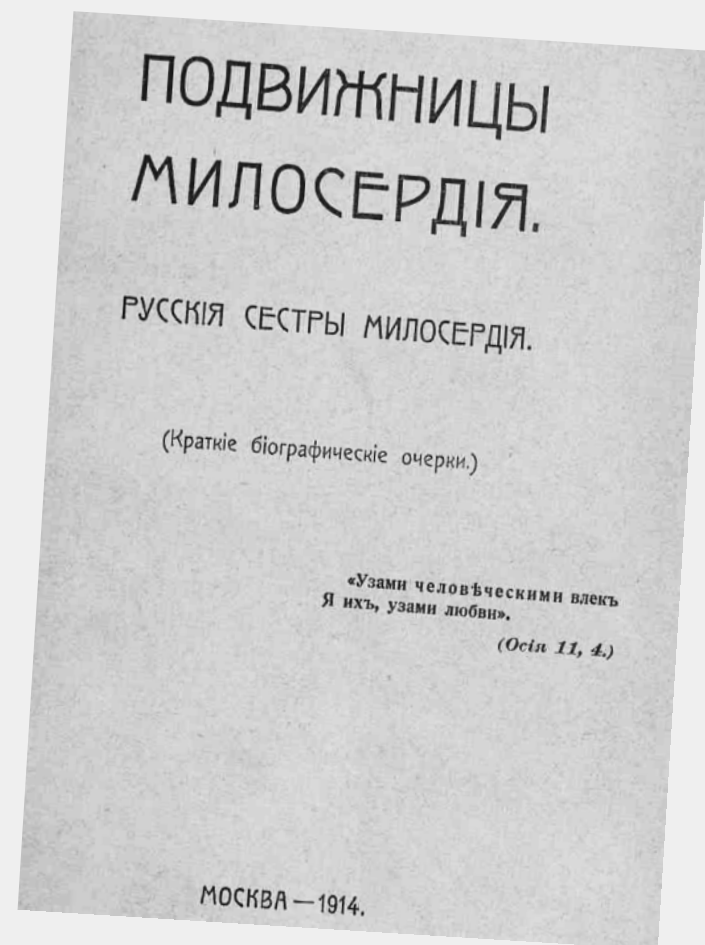 ПОДВИЖНИЦЫ
МИЛОСЕРДІЯ.
РУССКІЯ СЕСТРЫ МИЛОСЕРДІЯ.
(Краткіе біографическіе очерки.)
«Узами человѣческими влекъ
Я ихъ, узами любви».
(Осія 11, 4.)
МОСКВА — 1914.